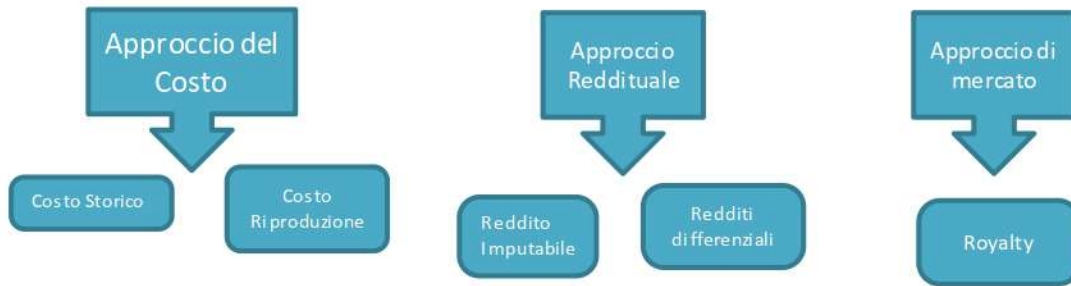 Approccio del
Costo
Costo Storico
Costo
Riproduzione
Approccio
Reddituale
Reddito
Imputabile
Redditi
differenziali
Approccio di
mercato
Royalty